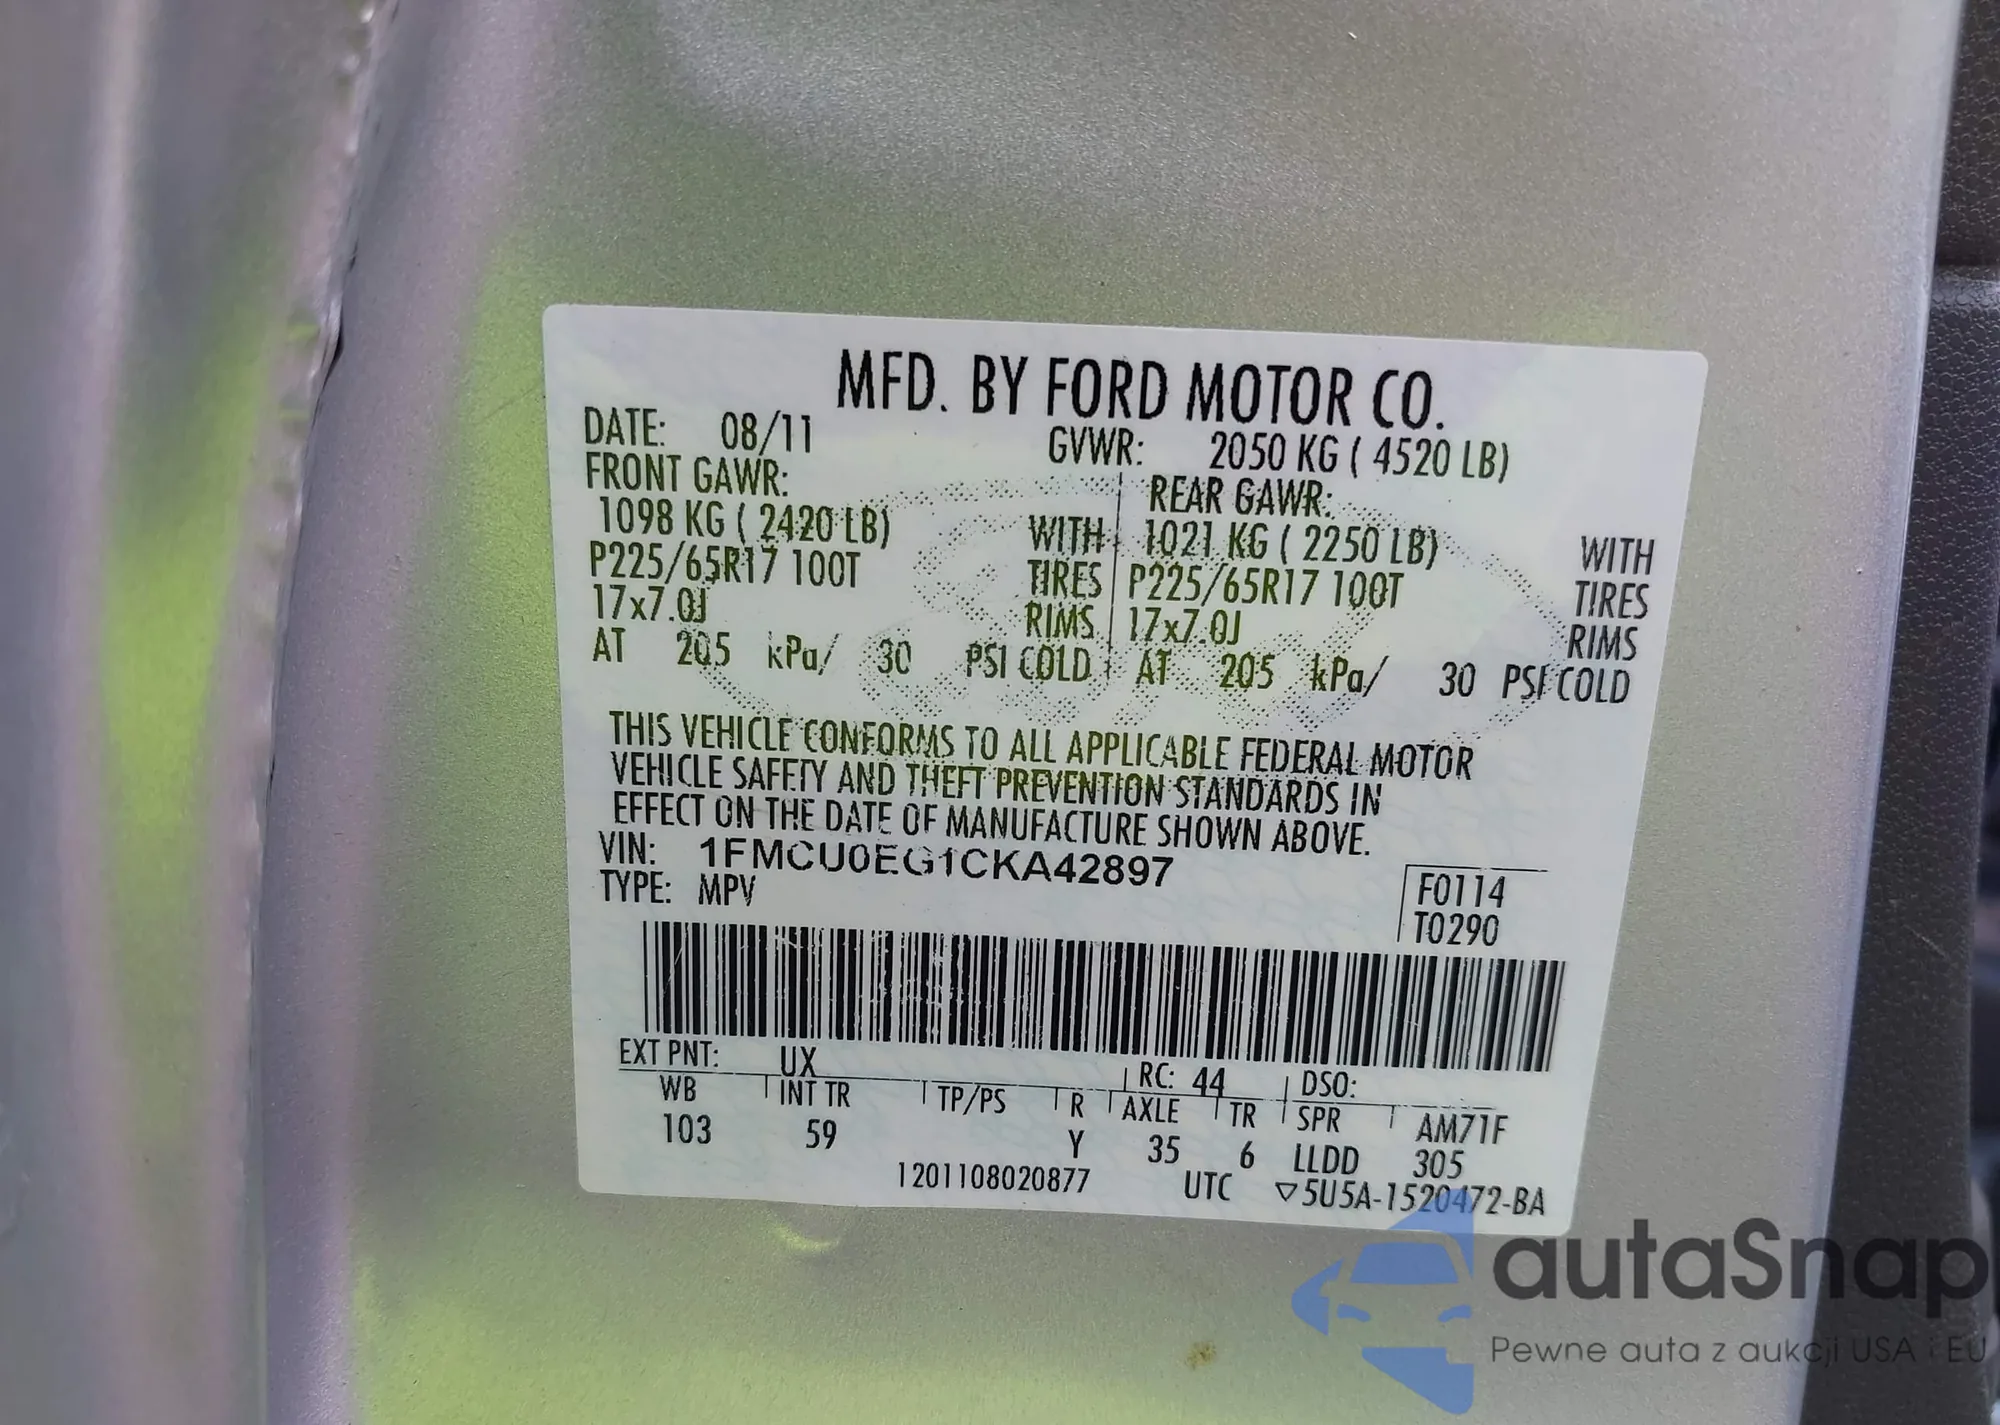 MFD. BY FORD MOTOR CO.
DATE: 08/11 GVWR: 2050 KG ( 4520 LB)
FRONT GAWR: REAR GAWR:
1098 KG ( 2420 LB) WITH 1021 KG ( 2250 LB) WITH
P225/65R17 100T TIRES P225/65R17 100T TIRES
17x7.0J RIMS 17x7.0J RIMS
AT 205 kPa/ 30 PSI COLD AT 205 kPa/ 30 PSI COLD
THIS VEHICLE CONFORMS TO ALL APPLICABLE FEDERAL MOTOR
VEHICLE SAFETY AND THEFT PREVENTION STANDARDS IN
EFFECT ON THE DATE OF MANUFACTURE SHOWN ABOVE.
VIN: 1FMCU0EG1CKA42897
TYPE: MPV
F0114
T0290
EXT PNT: UX RC: 44 DSO:
WB INT TR TP/PS R AXLE TR SPR AM71F
103 59 Y 35 6 LLDD 305
1201108020877 UTC ▽5U5A-1520472-BA
autaSnap
Pewne auta z aukcji USA i EU